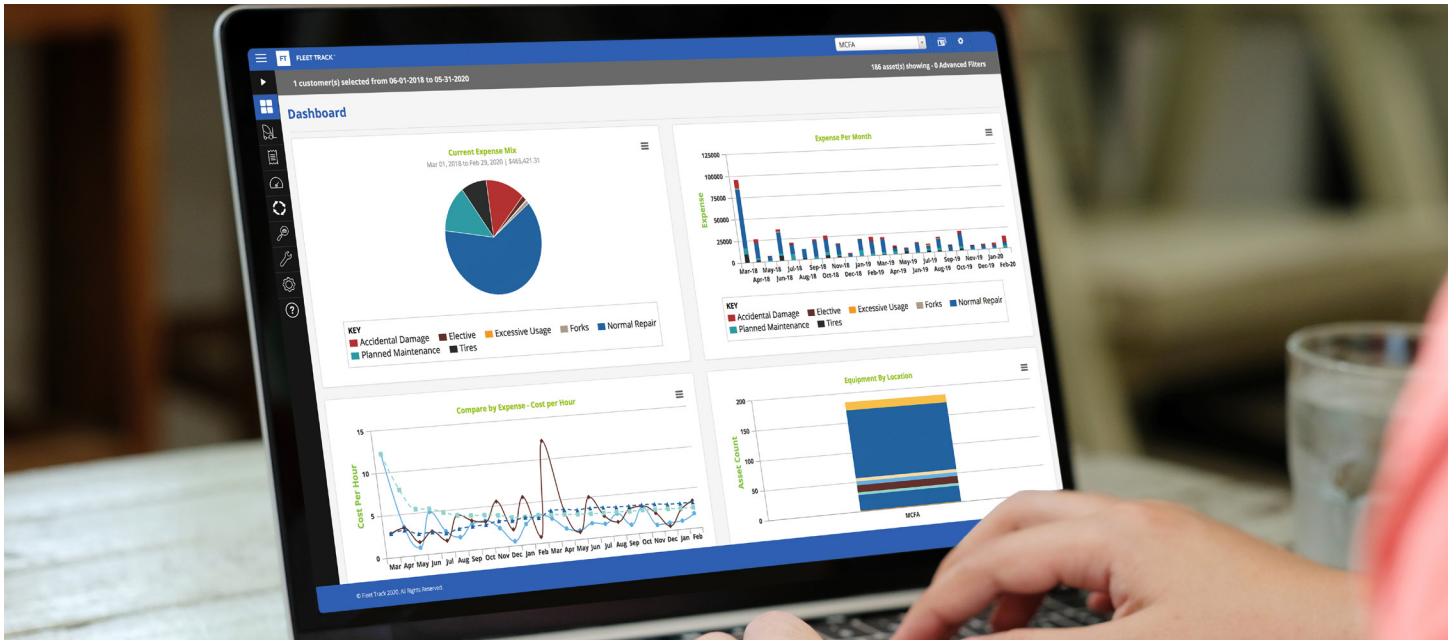 FT FLEET TRACK™
MCFA
1 customer(s) selected from 06-01-2018 to 05-31-2020
186 asset(s) showing - 0 Advanced Filters
Dashboard
Current Expense Mix
Mar 01, 2018 to Feb 29, 2020 | $465,421.31
KEY
Accidental Damage Elective Excessive Usage Forks Normal Repair
Planned Maintenance Tires
Expense Per Month
Expense
125000
100000
75000
50000
25000
0
Mar-18 May-18 Jul-18 Sep-18 Nov-18 Jan-19 Mar-19 May-19 Jul-19 Sep-19 Nov-19 Jan-20
Apr-18 Jun-18 Aug-18 Oct-18 Dec-18 Feb-19 Apr-19 Jun-19 Aug-19 Oct-19 Dec-19 Feb-20
KEY
Accidental Damage Elective Excessive Usage Forks Normal Repair
Planned Maintenance Tires
Compare by Expense - Cost per Hour
Cost Per Hour
15
10
5
0
Mar Apr May Jun Jul Aug Sep Oct Nov Dec Jan Feb Mar Apr May Jun Jul Aug Sep Oct Nov Dec Jan Feb
Equipment By Location
Asset Count
200
150
100
50
0
MCFA
© Fleet Track 2020. All Rights Reserved.